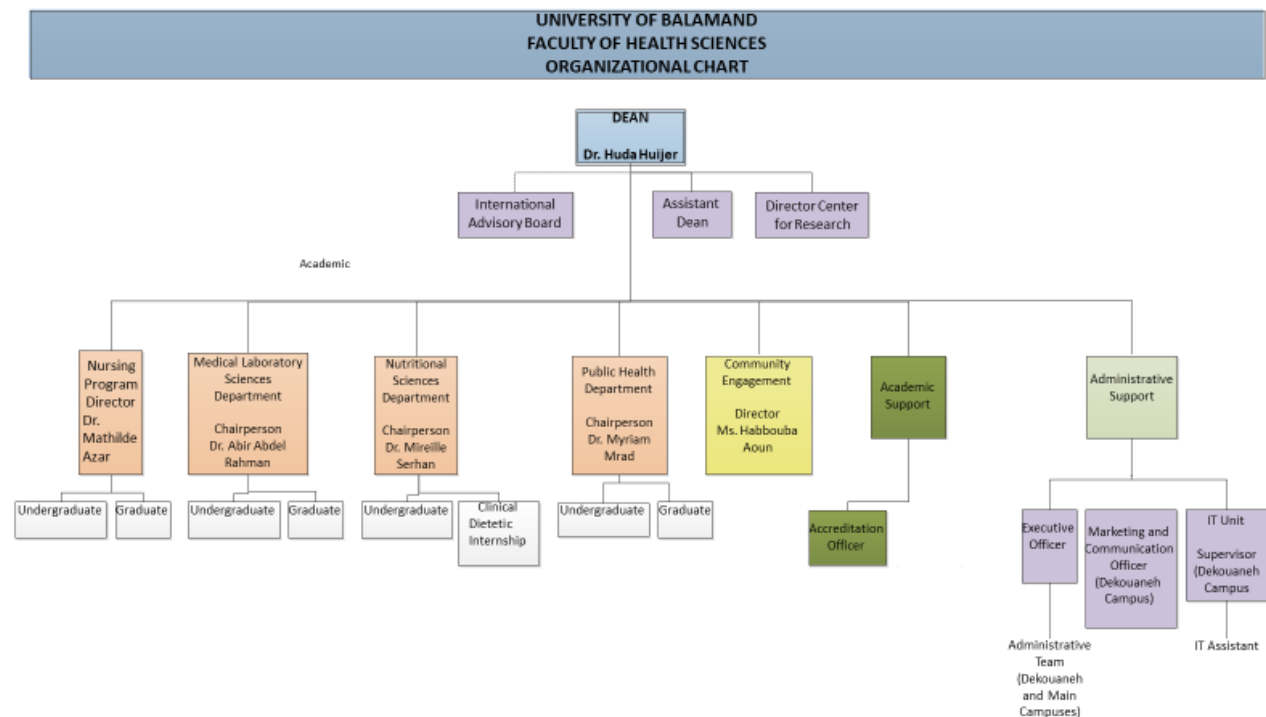 UNIVERSITY OF BALAMAND
FACULTY OF HEALTH SCIENCES
ORGANIZATIONAL CHART
DEAN
Dr. Huda Huijer
International
Advisory Board
Assistant
Dean
Director Center
for Research
Academic
Nursing
Program
Director
Dr.
Mathilde
Azar
Medical Laboratory
Sciences
Department
Chairperson
Dr. Abir Abdel
Rahman
Nutritional
Sciences
Department
Chairperson
Dr. Mireille
Serhan
Public Health
Department
Chairperson
Dr. Myriam
Mrad
Community
Engagement
Director
Ms. Habbouba
Aoun
Academic
Support
Administrative
Support
Undergraduate
Graduate
Undergraduate
Graduate
Undergraduate
Clinical
Dietetic
Internship
Undergraduate
Graduate
Accreditation
Officer
Executive
Officer
Marketing and
Communication
Officer
(Dekouaneh
Campus)
IT Unit
Supervisor
(Dekouaneh
Campus
Administrative
Team
(Dekouaneh
and Main
Campuses)
IT Assistant